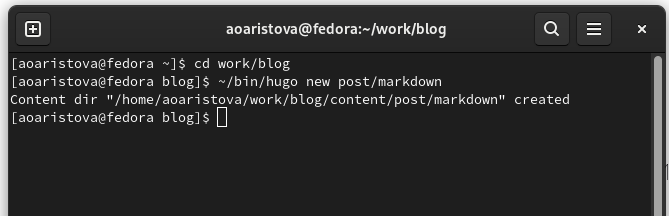 aoaristova@fedora:~/work/blog
[aoaristova@fedora ~]$ cd work/blog
[aoaristova@fedora blog]$ ~/bin/hugo new post/markdown
Content dir "/home/aoaristova/work/blog/content/post/markdown" created
[aoaristova@fedora blog]$